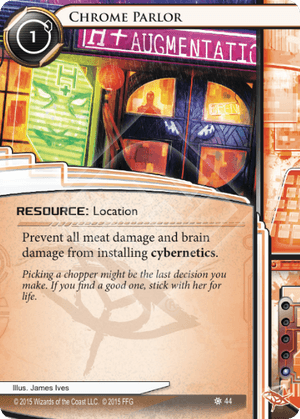 CHROME PARLOR
1
H+ AUGMENTATIO
H+
RESOURCE: Location
Prevent all meat damage and brain
damage from installing cybernetics.
Picking a chopper might be the last decision you
make. If you find a good one, stick with her for
life.
Illus. James Ives
© 2015 Wizards of the Coast LLC. © 2015 FFG
44